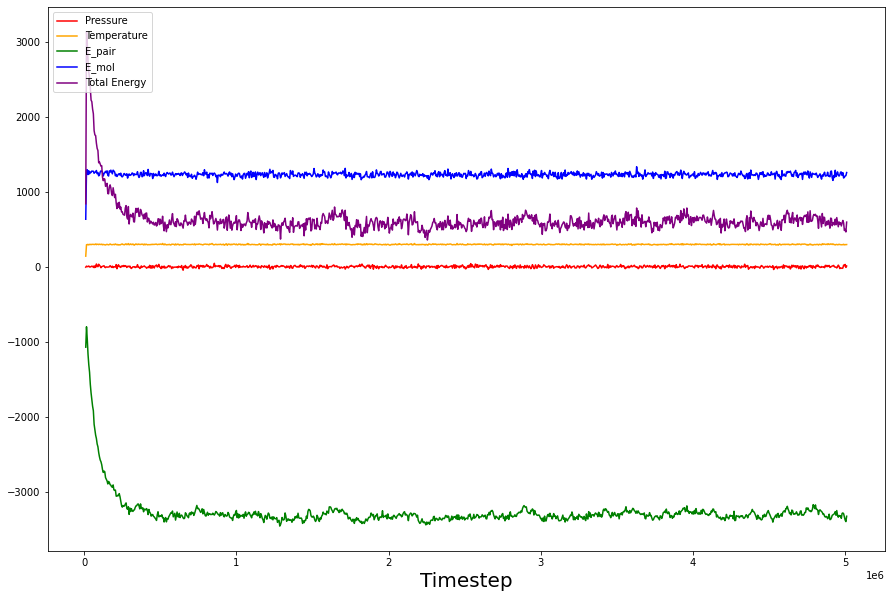 Pressure
Temperature
E_pair
E_mol
Total Energy
3000
2000
1000
0
−1000
−2000
−3000
0 1 2 3 4 5
1e6
Timestep